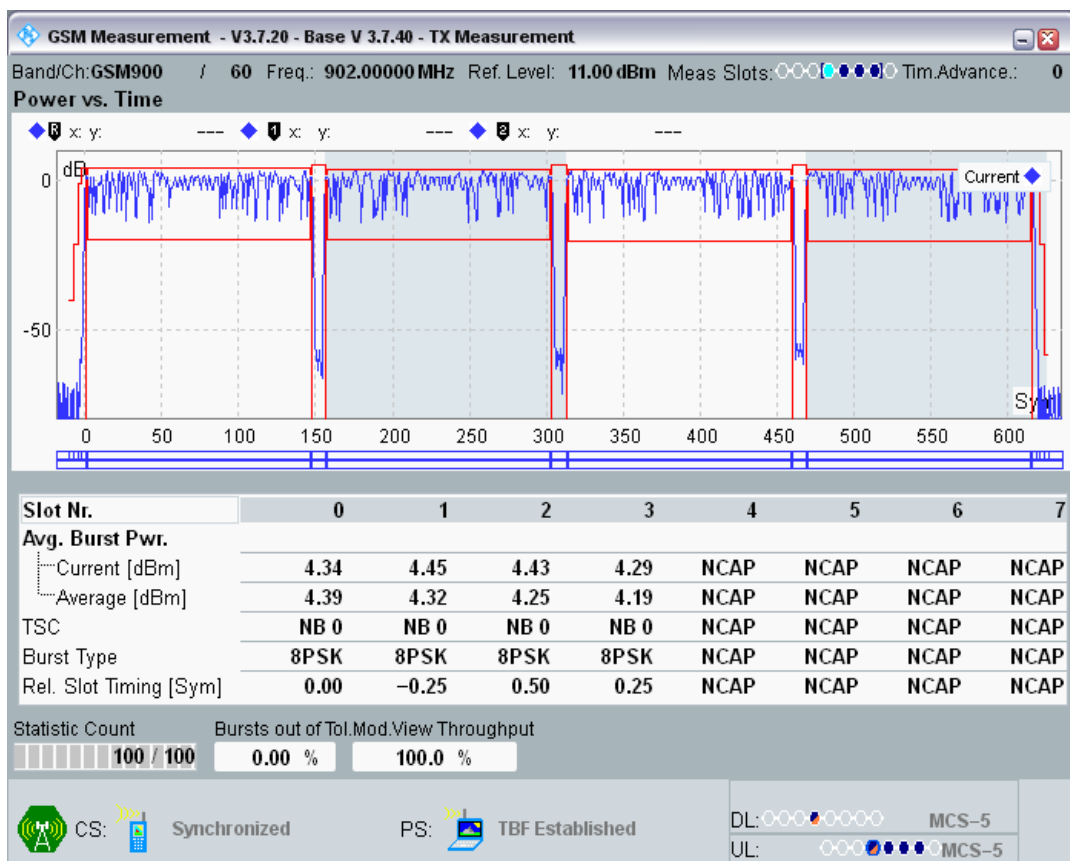 GSM Measurement - V3.7.20 - Base V 3.7.40 - TX Measurement
Band/Ch:GSM900 / 60 Freq.: 902.00000 MHz Ref. Level: 11.00 dBm Meas Slots: Tim.Advance.: 0
Power vs. Time
R x: y: --- 1 x: y: --- 2 x: y: ---
dB
Current
0
-50
Sym
0 50 100 150 200 250 300 350 400 450 500 550 600
Slot Nr. 0 1 2 3 4 5 6 7
Avg. Burst Pwr.
Current [dBm] 4.34 4.45 4.43 4.29 NCAP NCAP NCAP NCAP
Average [dBm] 4.39 4.32 4.25 4.19 NCAP NCAP NCAP NCAP
TSC NB 0 NB 0 NB 0 NB 0 NCAP NCAP NCAP NCAP
Burst Type 8PSK 8PSK 8PSK 8PSK NCAP NCAP NCAP NCAP
Rel. Slot Timing [Sym] 0.00 −0.25 0.50 0.25 NCAP NCAP NCAP NCAP
Statistic Count Bursts out of Tol.Mod.View Throughput
100 / 100 0.00 % 100.0 %
CS: Synchronized PS: TBF Established DL: MCS−5
UL: MCS−5